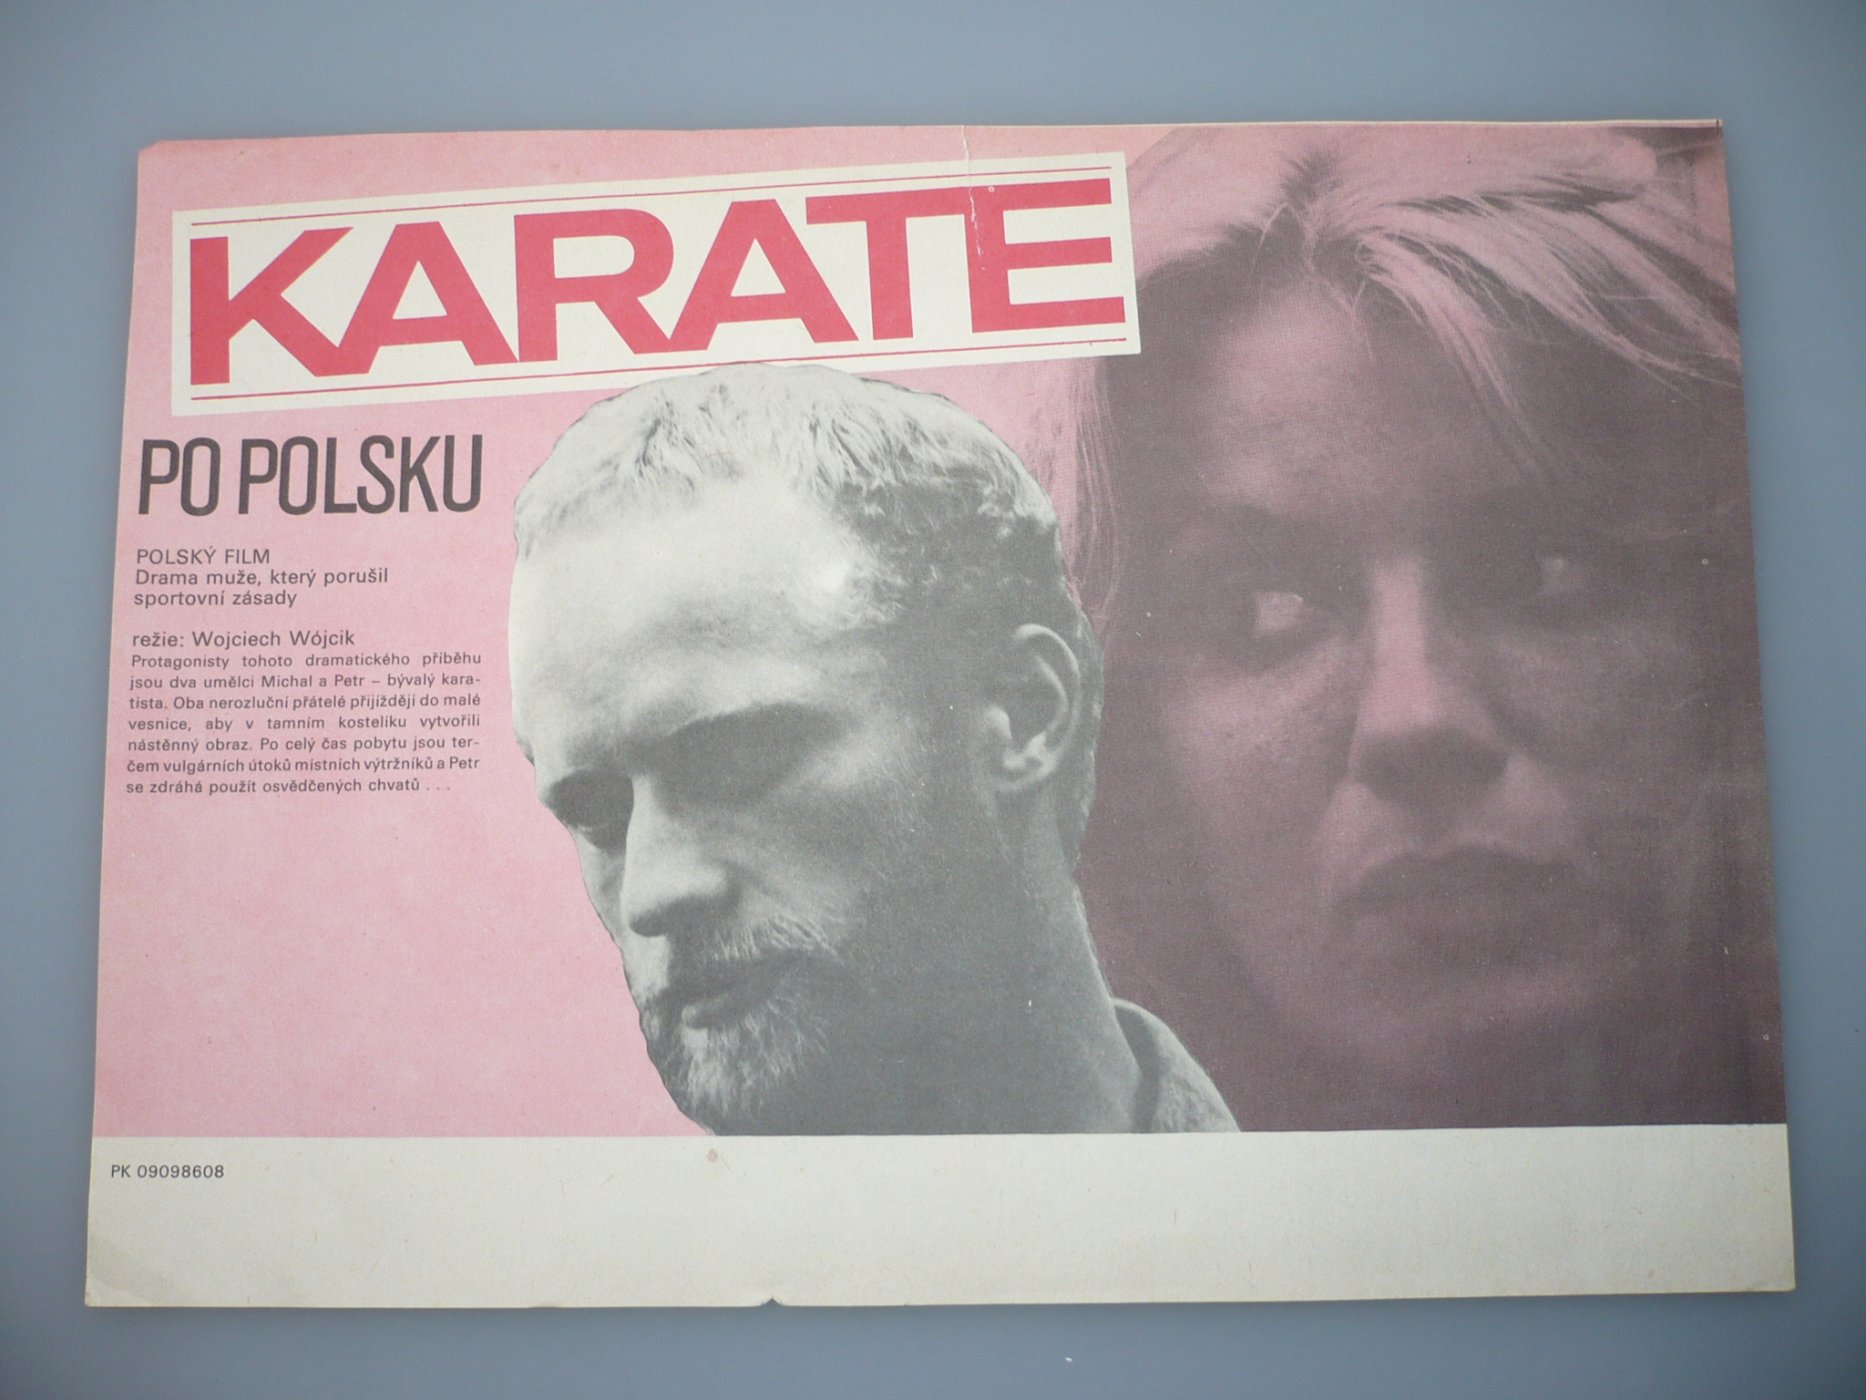 KARATE
PO POLSKU
POLSKÝ FILM
Drama muže, který porušil
sportovní zásady
režie: Wojciech Wójcik
Protagonisty tohoto dramatického příběhu
jsou dva umělci Michal a Petr – bývalý kara-
tista. Oba nerozluční přátelé přijíždějí do malé
vesnice, aby v tamním kostelíku vytvořili
nástěnný obraz. Po celý čas pobytu jsou ter-
čem vulgárních útoků místních výtržníků a Petr
se zdráhá použít osvědčených chvatů . . .
PK 09098608